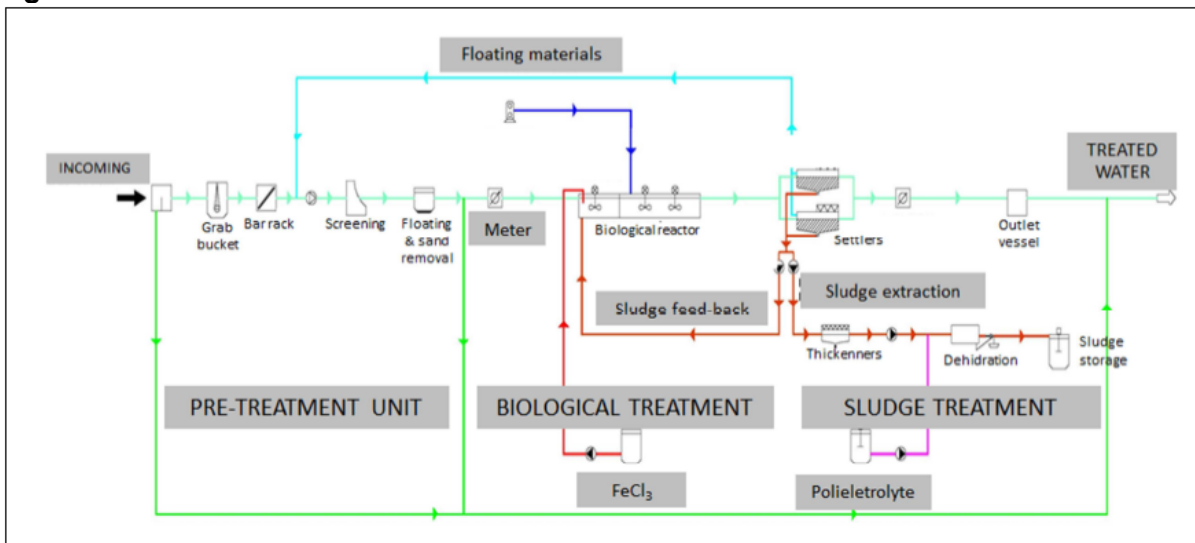 Floating materials
INCOMING
TREATED
WATER
Grab
bucket
Bar rack
Screening
Floating
& sand
removal
Meter
Biological reactor
Settlers
Outlet
vessel
Sludge feed-back
Sludge extraction
Thickenners
Dehidration
Sludge
storage
PRE-TREATMENT UNIT
BIOLOGICAL TREATMENT
SLUDGE TREATMENT
FeCl₃
Polieletrolyte